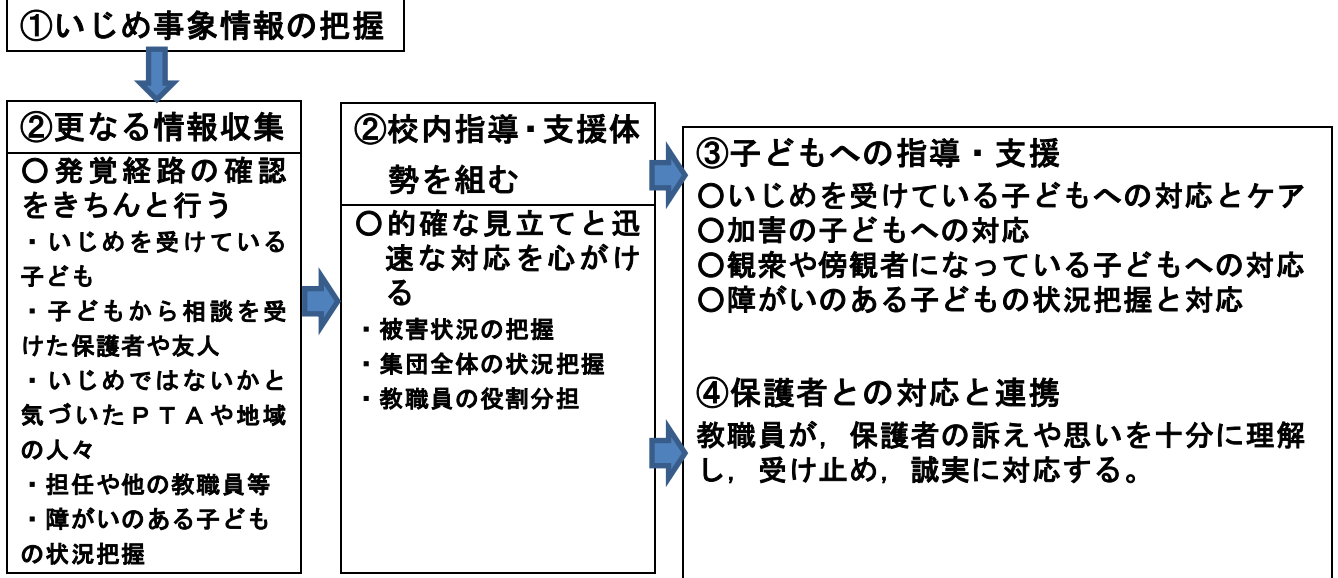 ①いじめ事象情報の把握
②更なる情報収集
○発覚経路の確認
をきちんと行う
・いじめを受けている
子ども
・子どもから相談を受
けた保護者や友人
・いじめではないかと
気づいたＰＴＡや地域
の人々
・担任や他の教職員等
・障がいのある子ども
の状況把握
②校内指導・支援体
勢を組む
○的確な見立てと迅
速な対応を心がけ
る
・被害状況の把握
・集団全体の状況把握
・教職員の役割分担
③子どもへの指導・支援
○いじめを受けている子どもへの対応とケア
○加害の子どもへの対応
○観衆や傍観者になっている子どもへの対応
○障がいのある子どもの状況把握と対応
④保護者との対応と連携
教職員が，保護者の訴えや思いを十分に理解
し，受け止め，誠実に対応する。